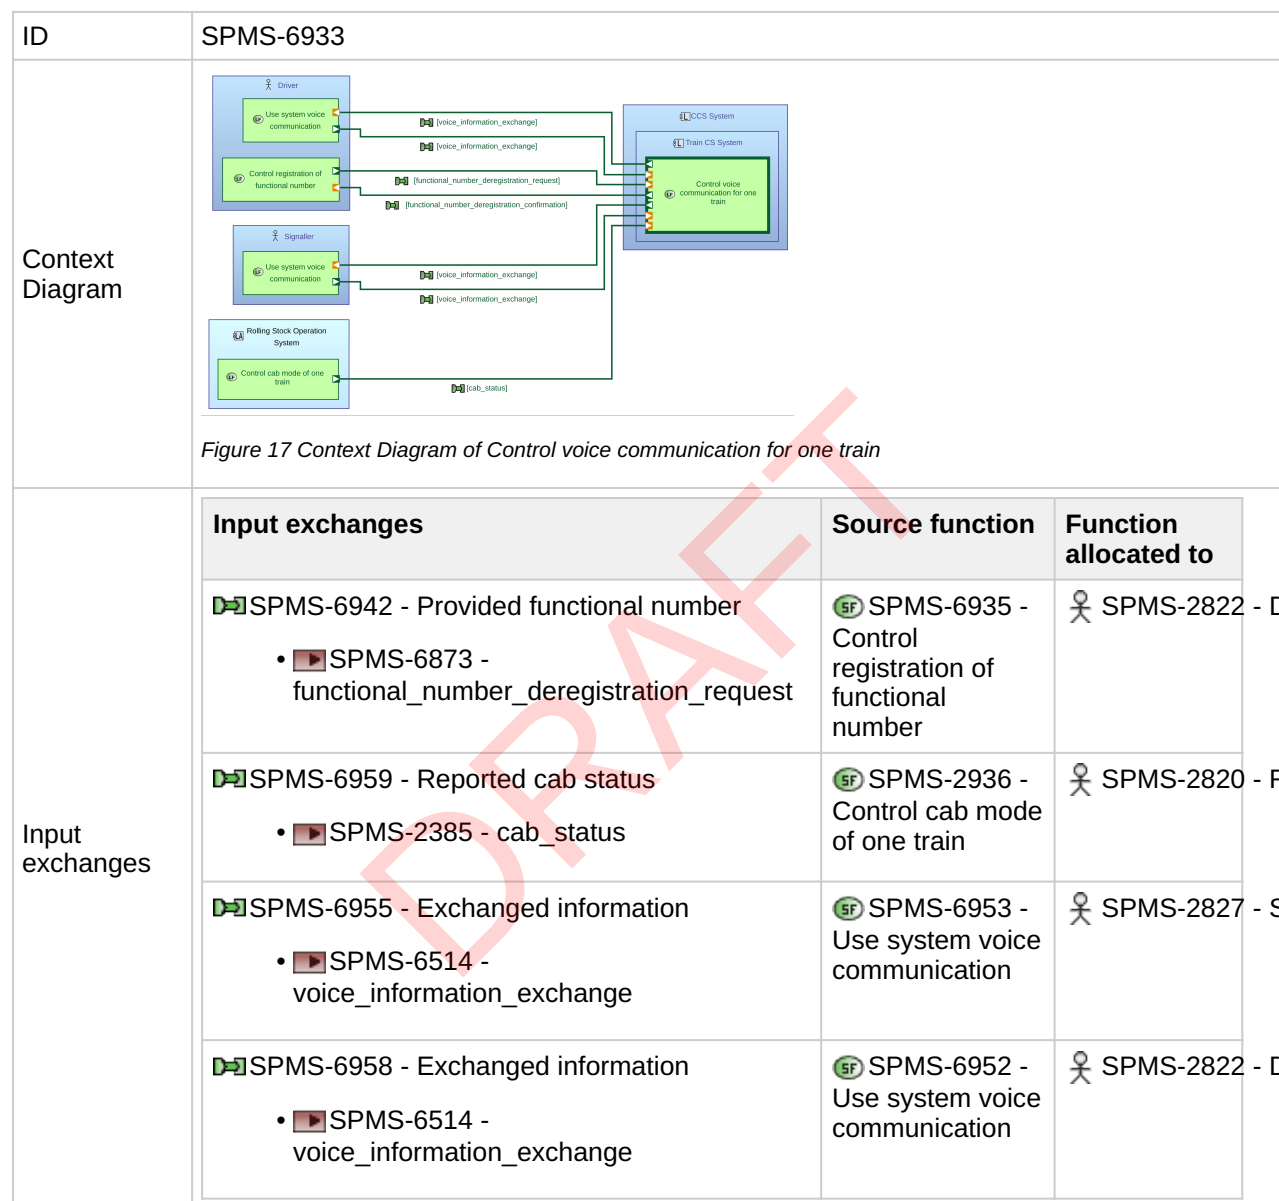 ID
SPMS-6933
Context
Diagram
Driver
Use system voice
communication
Control registration of
functional number
Signaller
Use system voice
communication
Rolling Stock Operation
System
Control cab mode of one
train
[voice_information_exchange]
[voice_information_exchange]
[functional_number_deregistration_request]
[functional_number_deregistration_confirmation]
[voice_information_exchange]
[voice_information_exchange]
[cab_status]
CCS System
Train CS System
Control voice
communication for one
train
Figure 17 Context Diagram of Control voice communication for one train
Input
exchanges
Input exchanges
Source function
Function
allocated to
SPMS-6942 - Provided functional number
• SPMS-6873 -
functional_number_deregistration_request
SF SPMS-6935 -
Control
registration of
functional
number
SPMS-2822 - D
SPMS-6959 - Reported cab status
• SPMS-2385 - cab_status
SF SPMS-2936 -
Control cab mode
of one train
SPMS-2820 -
SPMS-6955 - Exchanged information
• SPMS-6514 -
voice_information_exchange
SF SPMS-6953 -
Use system voice
communication
SPMS-2827 - S
SPMS-6958 - Exchanged information
• SPMS-6514 -
voice_information_exchange
SF SPMS-6952 -
Use system voice
communication
SPMS-2822 - D
DRAFT